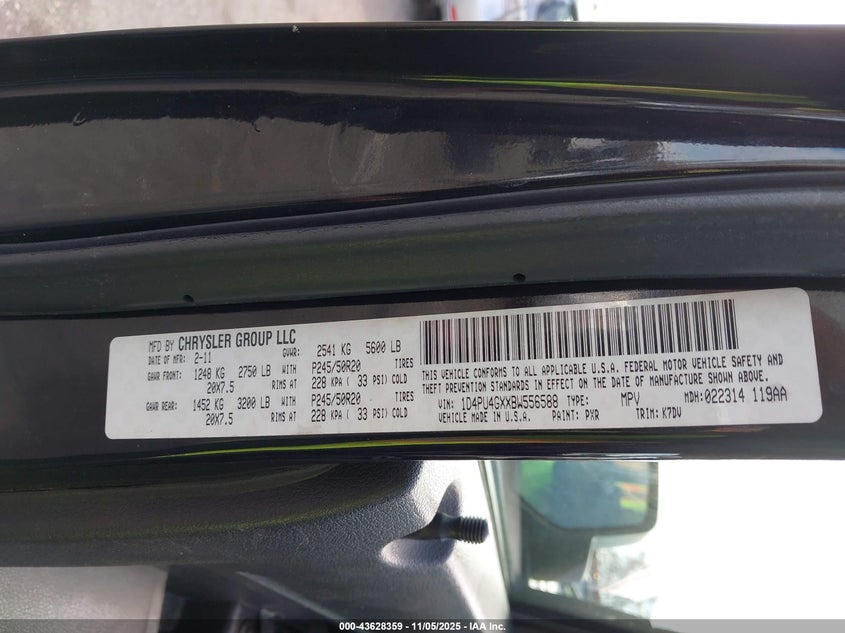 MFD BY CHRYSLER GROUP LLC
DATE OF MFR: 2-11 GVWR: 2541 KG 5600 LB
GAWR FRONT: 1248 KG 2750 LB WITH P245/50R20 TIRES
20X7.5 RIMS AT 228 KPA ( 33 PSI) COLD
GAWR REAR: 1452 KG 3200 LB WITH P245/50R20 TIRES
20X7.5 RIMS AT 228 KPA ( 33 PSI) COLD
THIS VEHICLE CONFORMS TO ALL APPLICABLE U.S.A. FEDERAL MOTOR VEHICLE SAFETY AND
THEFT PREVENTION STANDARDS IN EFFECT ON THE DATE OF MANUFACTURE SHOWN ABOVE.
VIN: 1D4PU4GXXBW556588 TYPE: MPV MDH: 022314 119AA
VEHICLE MADE IN U.S.A. PAINT: PXR TRIM: K7DV
000-43628359 - 11/05/2025 - IAA Inc.